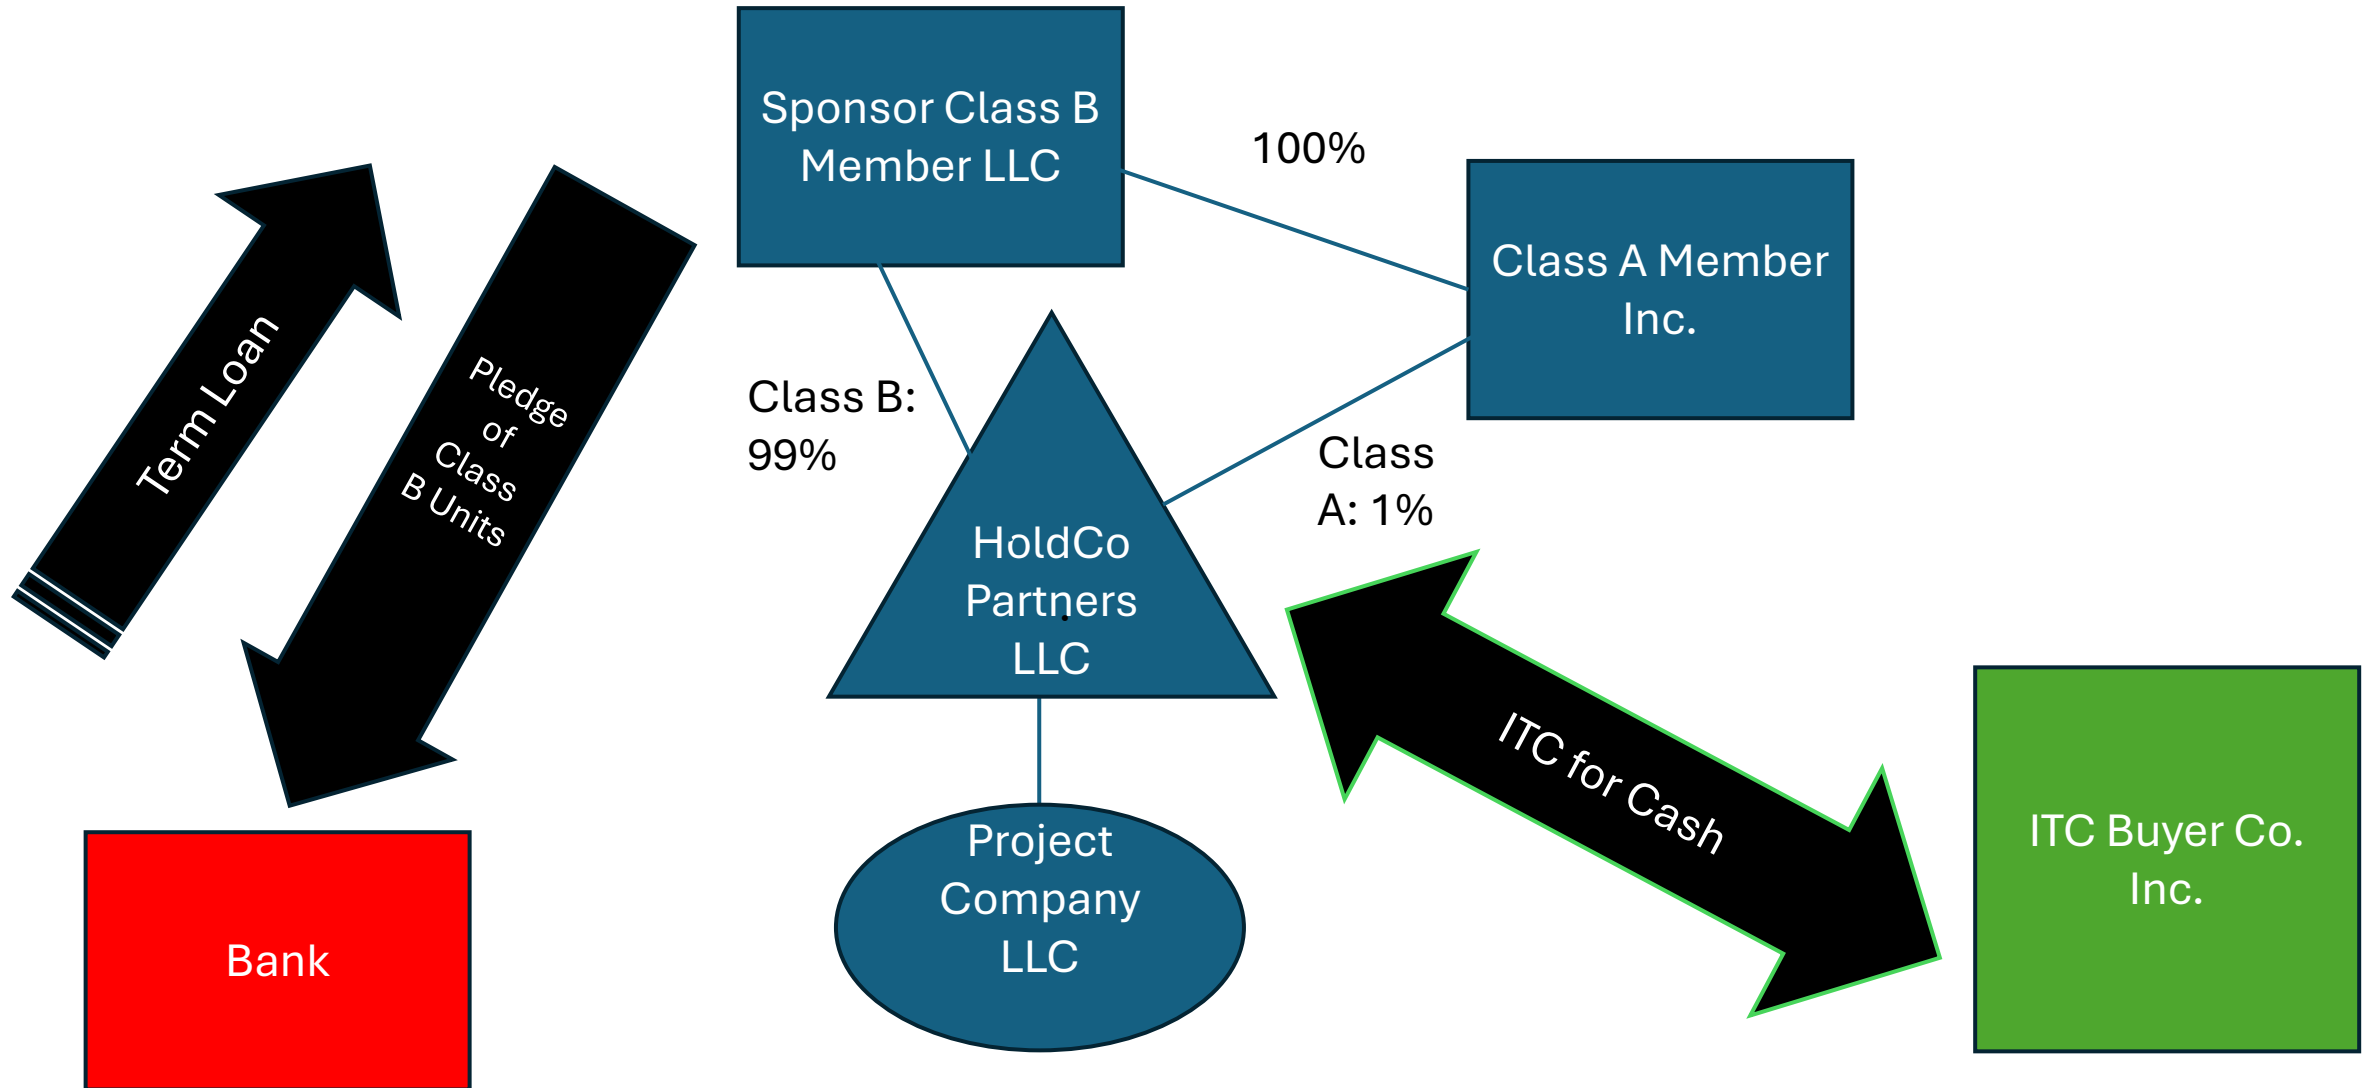 Sponsor Class B
Member LLC
100%
Class A Member
Inc.
Term Loan
Pledge
of
Class
B Units
Class B:
99%
Class
A: 1%
HoldCo
Partners
LLC
ITC for Cash
Project
Company
LLC
Bank
ITC Buyer Co.
Inc.